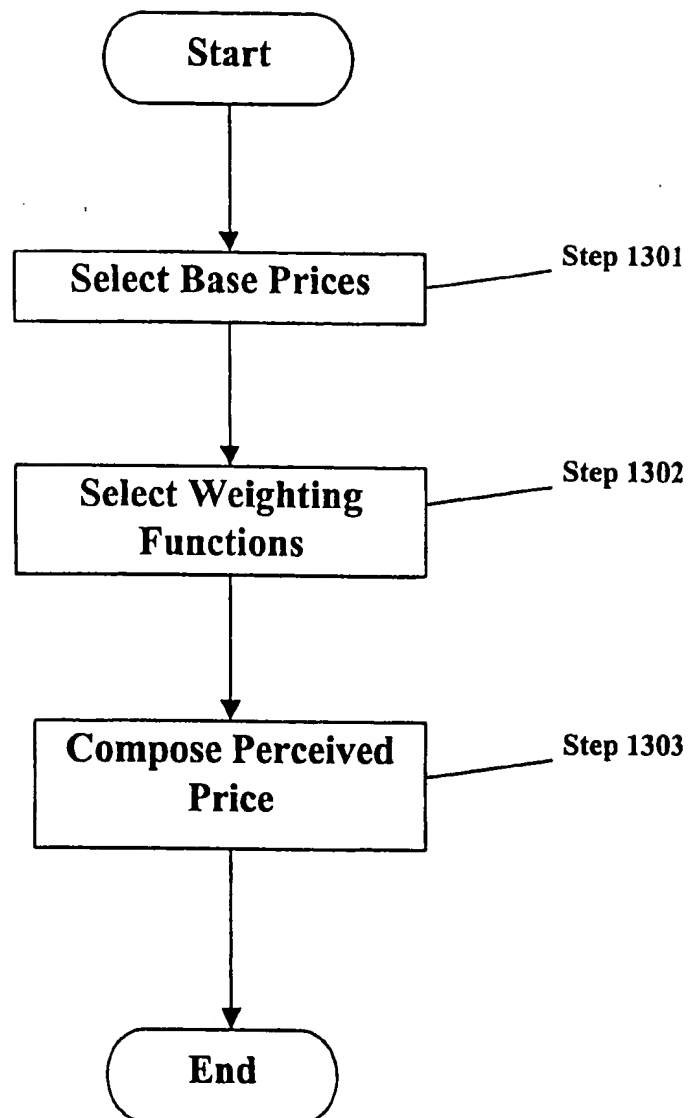 Start
Select Base Prices
Step 1301
Select Weighting
Functions
Step 1302
Compose Perceived
Price
Step 1303
End